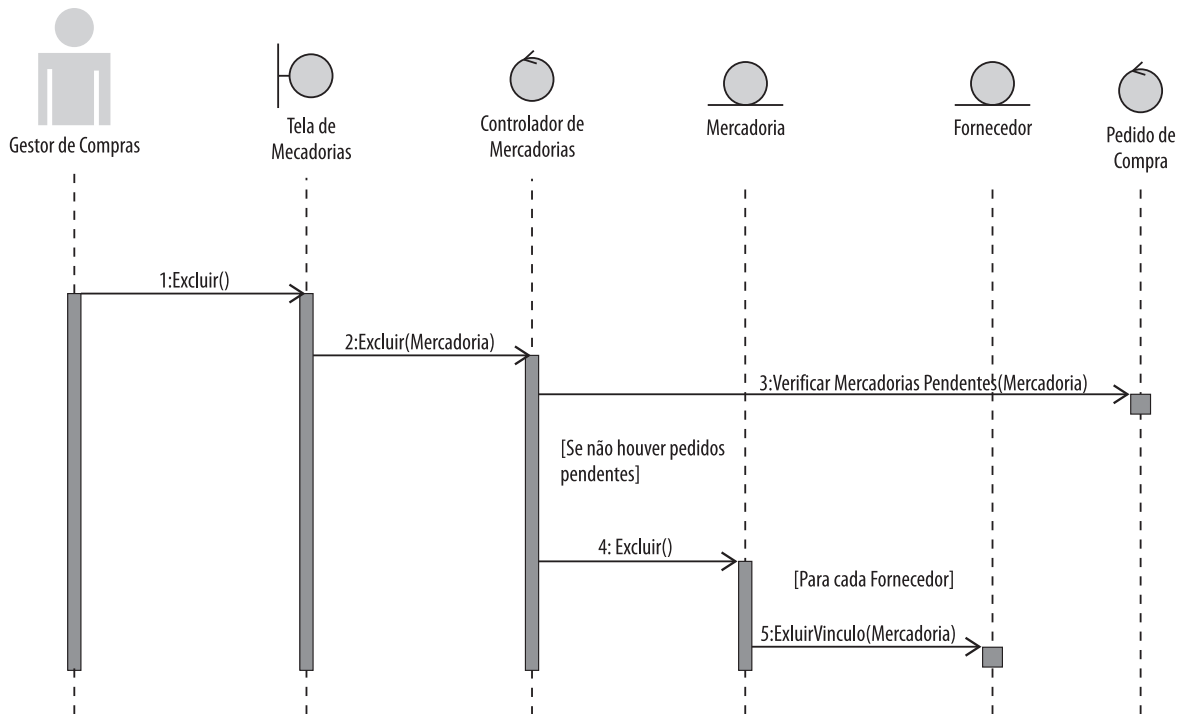 Gestor de Compras
Tela de
Mecadorias
Controlador de
Mercadorias
Mercadoria
Fornecedor
Pedido de
Compra
1:Excluir()
2:Excluir(Mercadoria)
3:Verificar Mercadorias Pendentes(Mercadoria)
[Se não houver pedidos
pendentes]
4: Excluir()
[Para cada Fornecedor]
5:ExluirVinculo(Mercadoria)